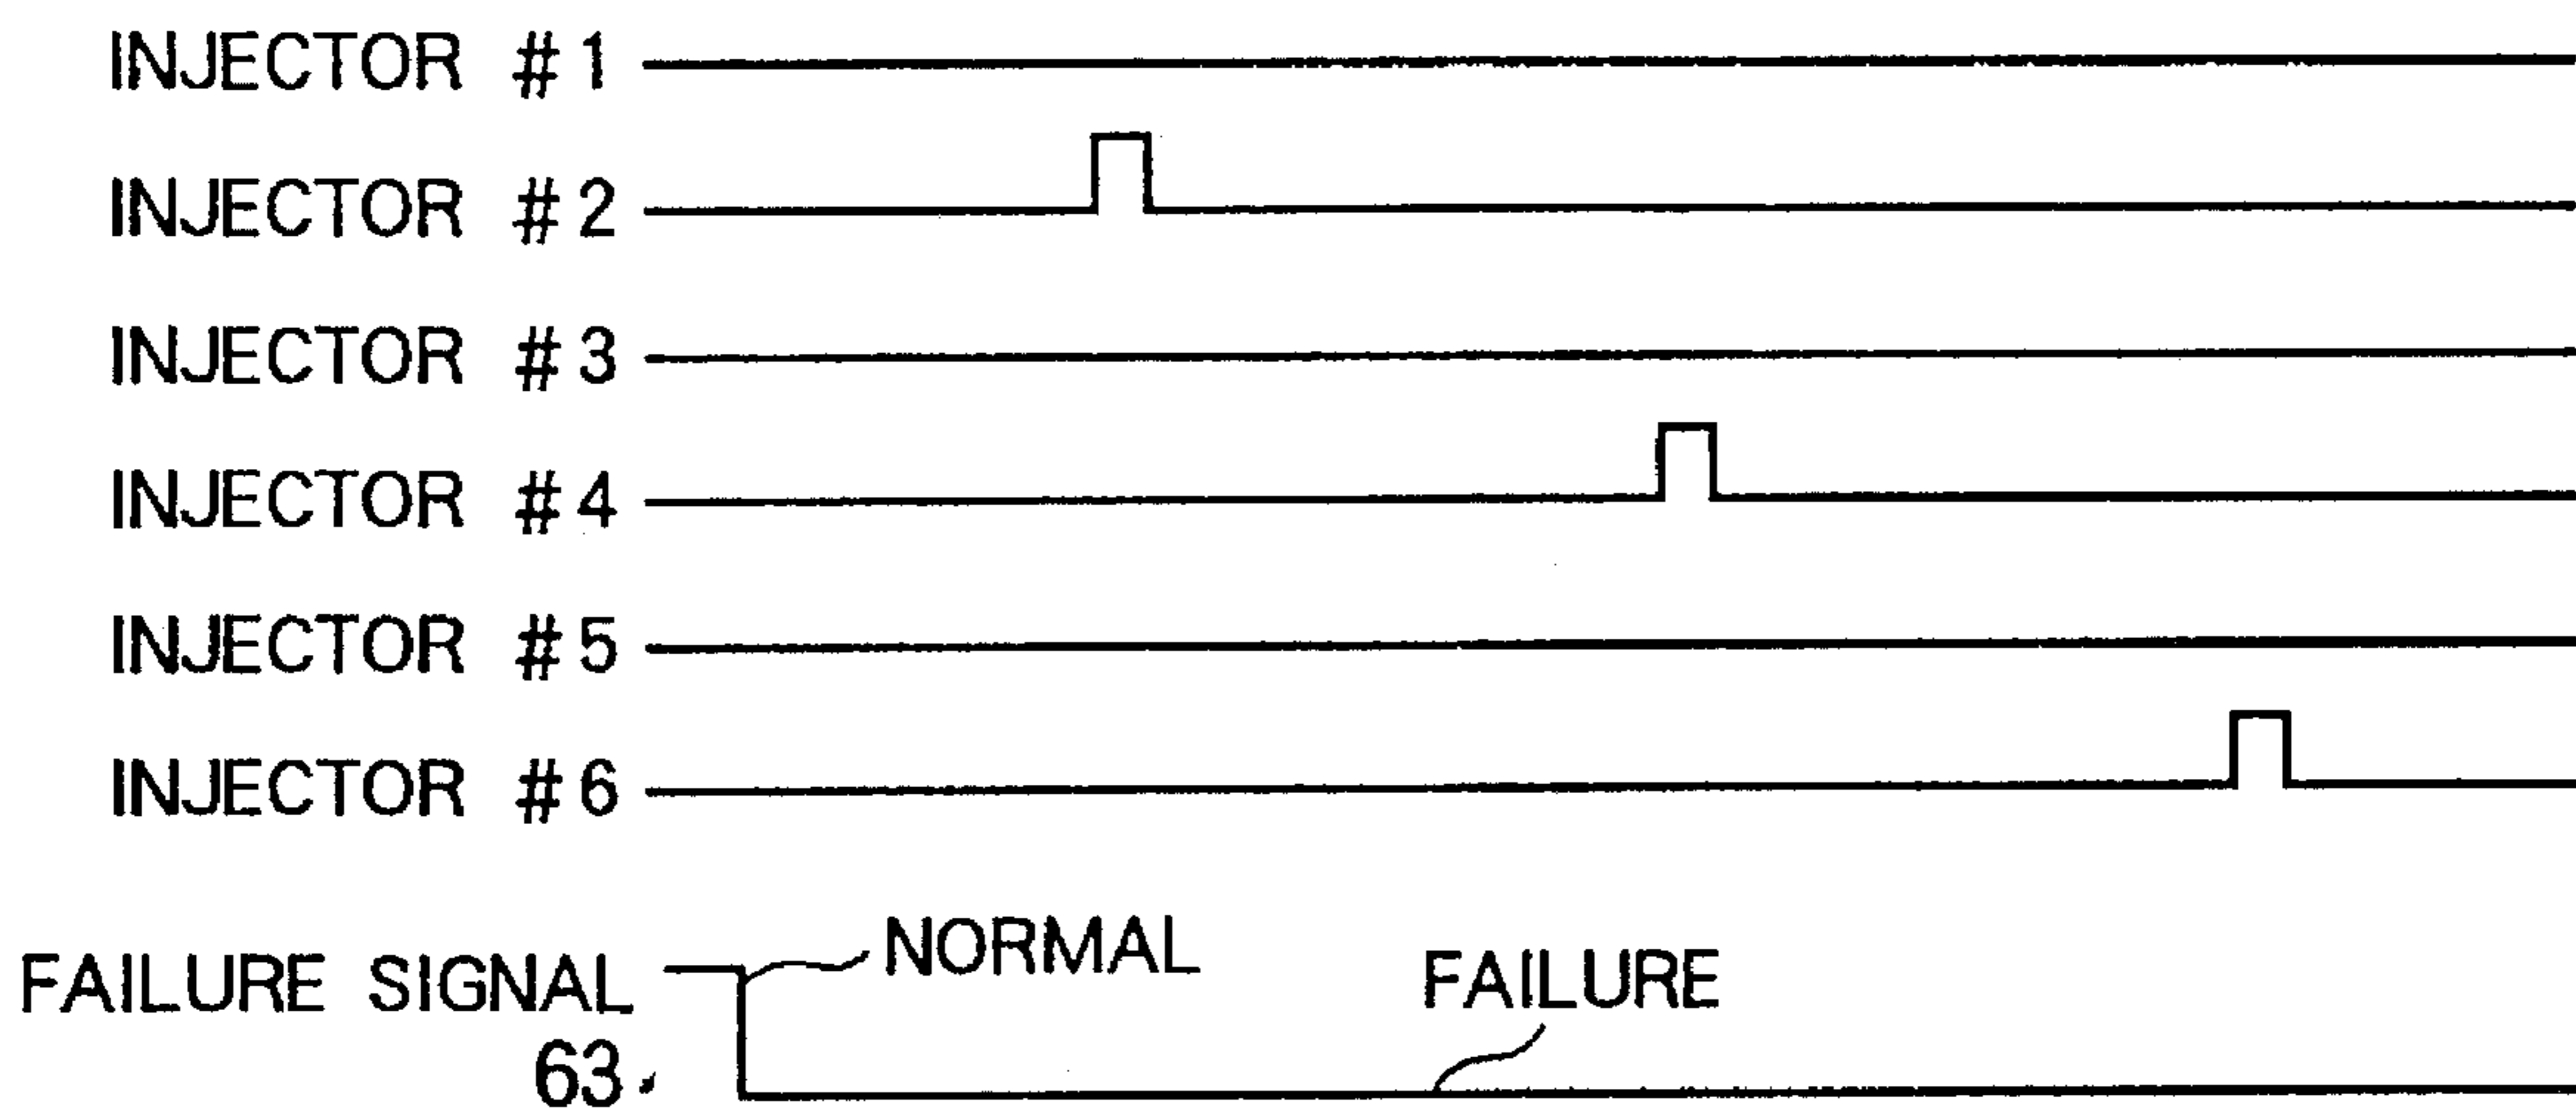 INJECTOR #1
INJECTOR #2
INJECTOR #3
INJECTOR #4
INJECTOR #5
INJECTOR #6
NORMAL
FAILURE SIGNAL
FAILURE
63